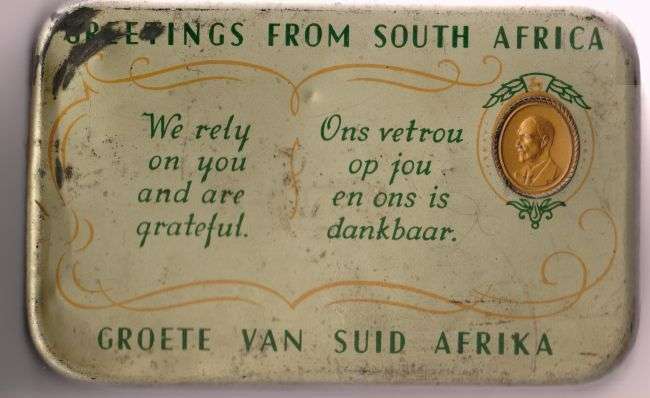 GREETINGS FROM SOUTH AFRICA
We rely
on you
and are
grateful.
Ons vetrou
op jou
en ons is
dankbaar.
GROETE VAN SUID AFRIKA